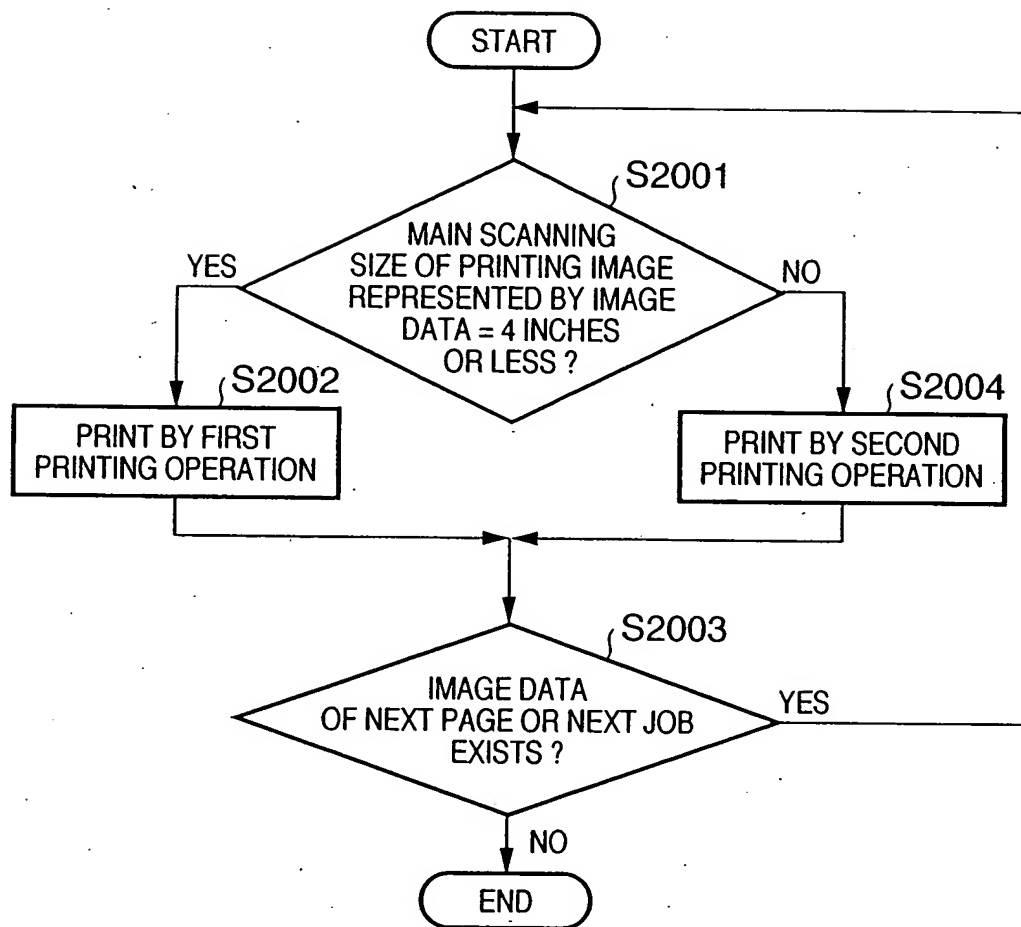 START
S2001
MAIN SCANNING
SIZE OF PRINTING IMAGE
REPRESENTED BY IMAGE
DATA = 4 INCHES
OR LESS ?
YES
NO
S2002
PRINT BY FIRST
PRINTING OPERATION
S2004
PRINT BY SECOND
PRINTING OPERATION
S2003
IMAGE DATA
OF NEXT PAGE OR NEXT JOB
EXISTS ?
YES
NO
END